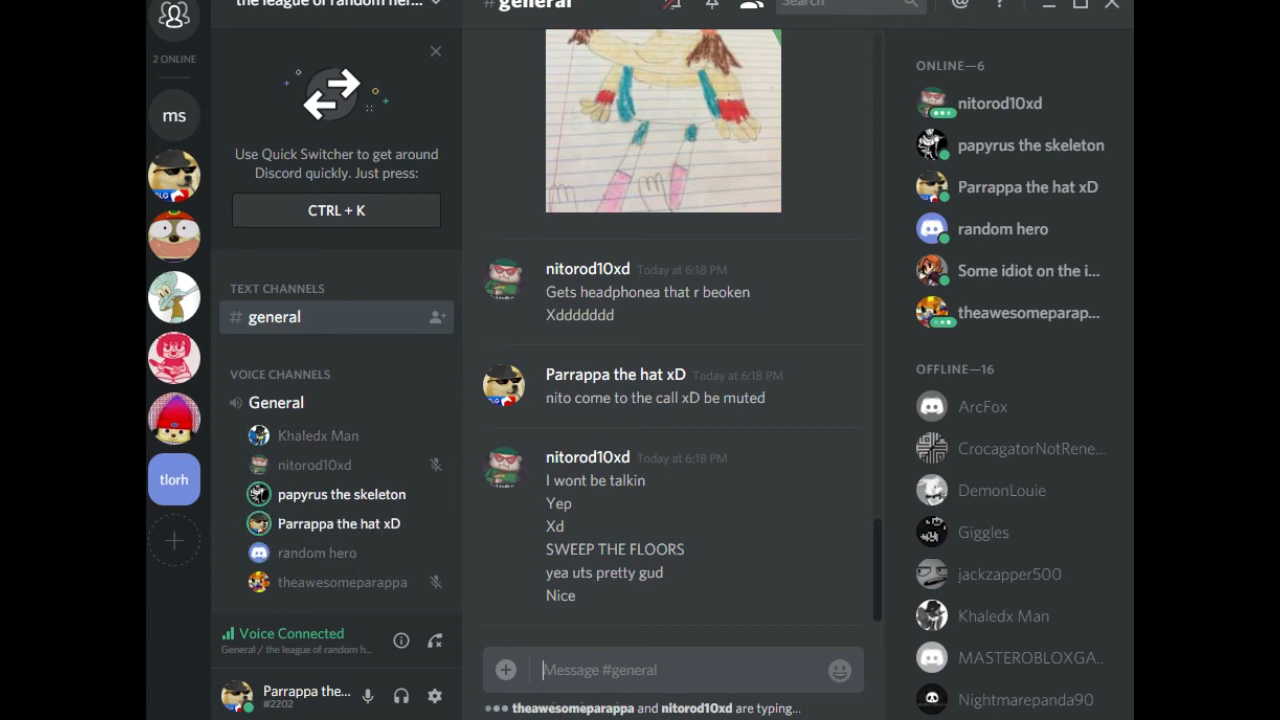 the league of random her...
#general
Search
@
?
2 ONLINE
ms
tlorh
Use Quick Switcher to get around
Discord quickly. Just press:
CTRL + K
TEXT CHANNELS
# general
VOICE CHANNELS
General
Khaledx Man
nitorod10xd
papyrus the skeleton
Parrappa the hat xD
random hero
theawesomeparappa
Voice Connected
General / the league of random h...
Parrappa the...
#2202
nitorod10xd Today at 6:18 PM
Gets headphonea that r beoken
Xddddddd
Parrappa the hat xD Today at 6:18 PM
nito come to the call xD be muted
nitorod10xd Today at 6:18 PM
I wont be talkin
Yep
Xd
SWEEP THE FLOORS
yea uts pretty gud
Nice
Message #general
theawesomeparappa and nitorod10xd are typing...
ONLINE—6
nitorod10xd
papyrus the skeleton
Parrappa the hat xD
random hero
Some idiot on the i...
theawesomeparap...
OFFLINE—16
ArcFox
CrocagatorNotRene...
DemonLouie
Giggles
jackzapper500
Khaledx Man
MASTEROBLOXGA...
Nightmarepanda90